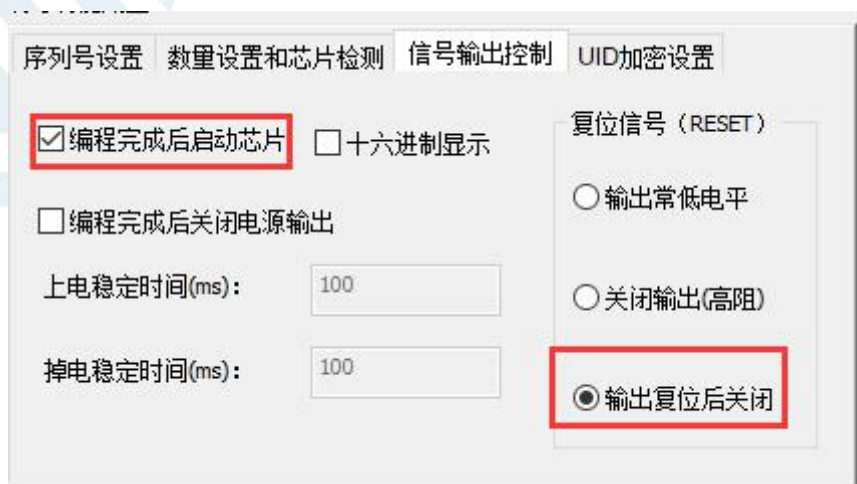 序列号设置 数量设置和芯片检测 信号输出控制 UID加密设置
编程完成后启动芯片 十六进制显示
复位信号（RESET）
输出常低电平
编程完成后关闭电源输出
上电稳定时间(ms)： 100
关闭输出(高阻)
掉电稳定时间(ms)： 100
输出复位后关闭